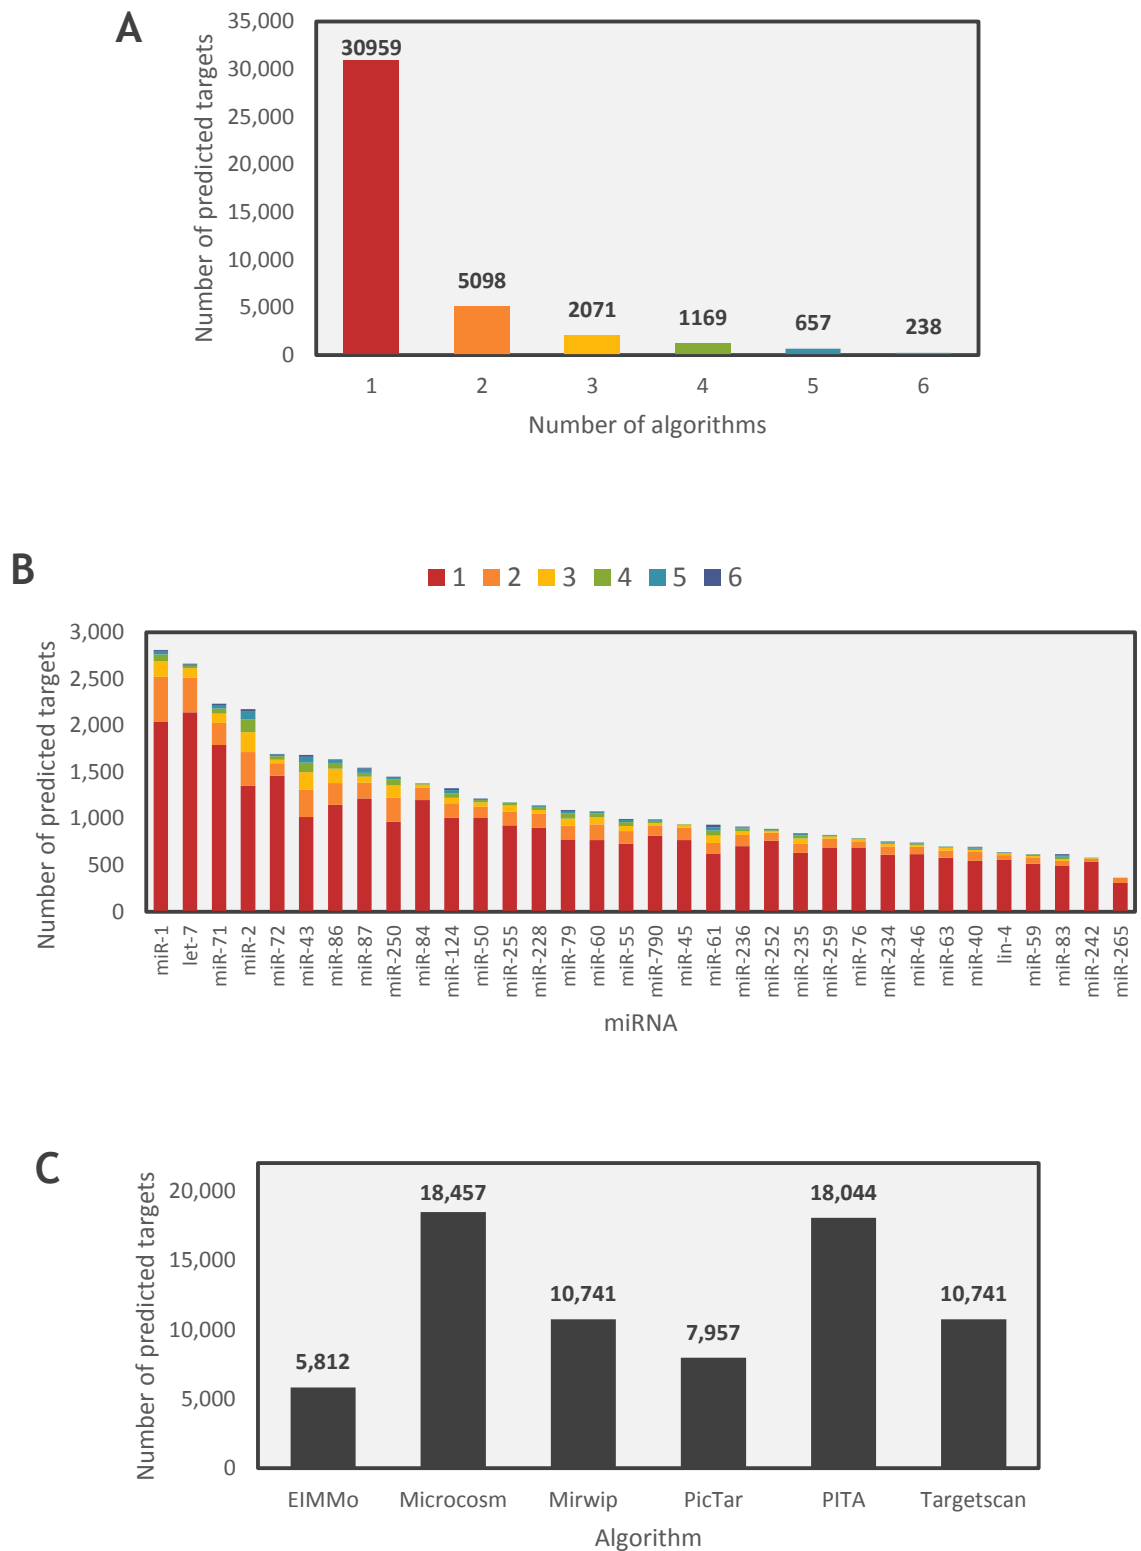 A
Number of predicted targets
35,000
30,000
25,000
20,000
15,000
10,000
5,000
0
30959
5098
2071
1169
657
238
1 2 3 4 5 6
Number of algorithms
B
1 2 3 4 5 6
Number of predicted targets
3,000
2,500
2,000
1,500
1,000
500
0
miR-1
let-7
miR-71
miR-2
miR-72
miR-43
miR-86
miR-87
miR-250
miR-84
miR-124
miR-50
miR-255
miR-228
miR-79
miR-60
miR-55
miR-790
miR-45
miR-61
miR-236
miR-252
miR-235
miR-259
miR-76
miR-234
miR-46
miR-63
miR-40
lin-4
miR-59
miR-83
miR-242
miR-265
miRNA
C
Number of predicted targets
20,000
15,000
10,000
5,000
0
5,812
18,457
10,741
7,957
18,044
10,741
EIMMo Microcosm Mirwip PicTar PITA Targetscan
Algorithm